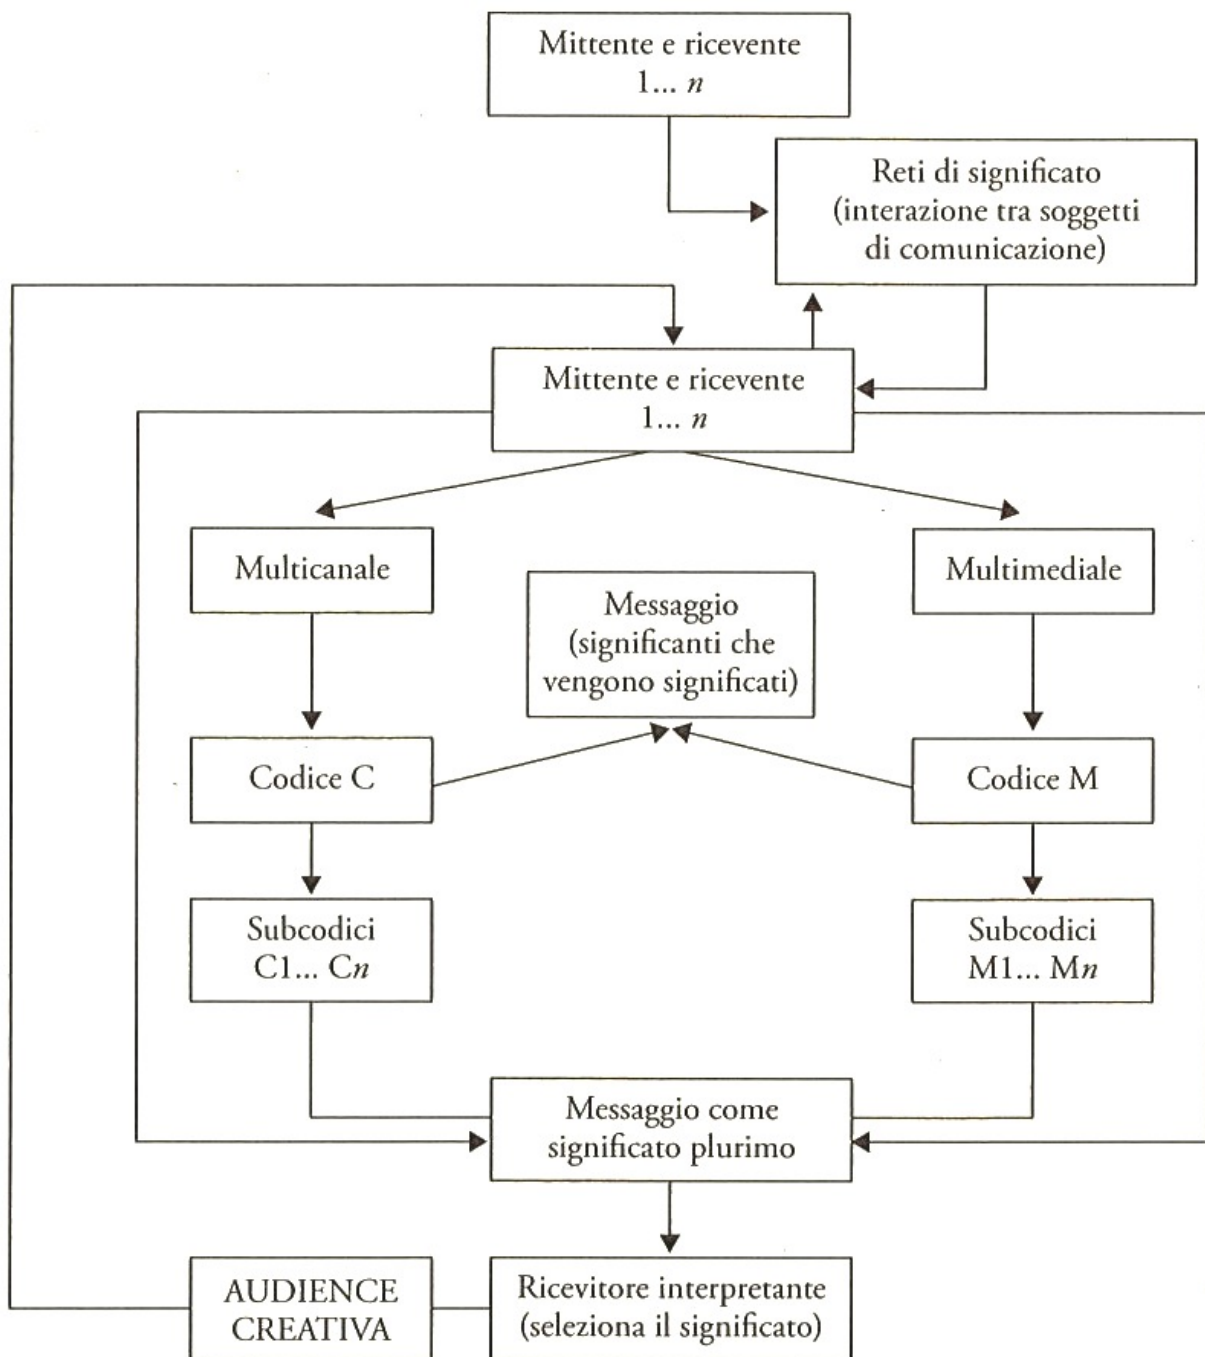 Mittente e ricevente
1... n
Reti di significato
(interazione tra soggetti
di comunicazione)
Mittente e ricevente
1... n
Multicanale
Multimediale
Messaggio
(significanti che
vengono significati)
Codice C
Codice M
Subcodici
C1... Cn
Subcodici
M1... Mn
Messaggio come
significato plurimo
AUDIENCE
CREATIVA
Ricevitore interpretante
(seleziona il significato)